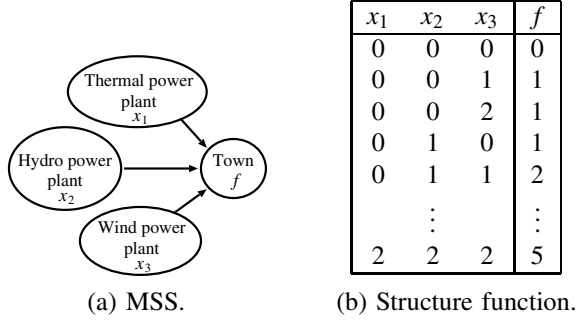 Thermal power
plant
x₁
Hydro power
plant
x₂
Wind power
plant
x₃
Town
f
(a) MSS.
x₁ x₂ x₃ f
0 0 0 0
0 0 1 1
0 0 2 1
0 1 0 1
0 1 1 2
⋮ ⋮
2 2 2 5
(b) Structure function.